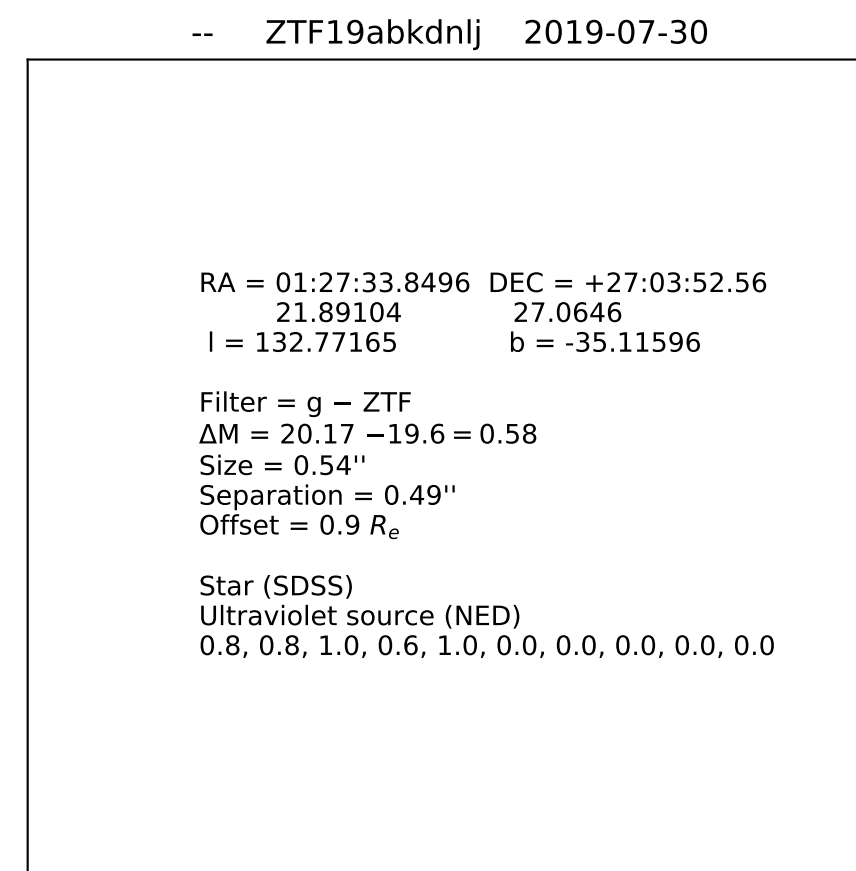 -- ZTF19abkdnlj 2019-07-30
RA = 01:27:33.8496 DEC = +27:03:52.56
21.89104 27.0646
l = 132.77165 b = -35.11596
Filter = g − ZTF
ΔM = 20.17 −19.6 = 0.58
Size = 0.54''
Separation = 0.49''
Offset = 0.9 Re
Star (SDSS)
Ultraviolet source (NED)
0.8, 0.8, 1.0, 0.6, 1.0, 0.0, 0.0, 0.0, 0.0, 0.0